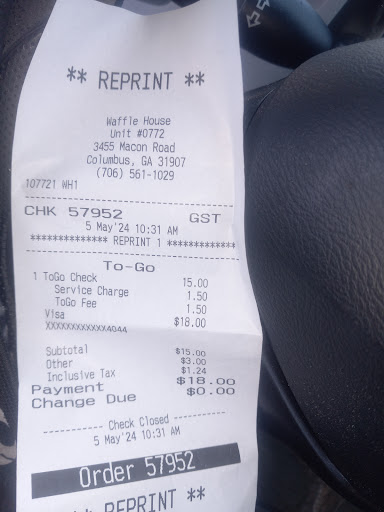 ** REPRINT **
Waffle House
Unit #0772
3455 Macon Road
Columbus, GA 31907
(706) 561-1029
107721 WH1
CHK 57952 GST
5 May'24 10:31 AM
************** REPRINT 1 *************
To-Go
1 ToGo Check 15.00
Service Charge 1.50
ToGo Fee 1.50
Visa $18.00
XXXXXXXXXXXX4044
Subtotal $15.00
Other $3.00
Inclusive Tax $1.24
Payment $18.00
Change Due $0.00
----------- Check Closed -----------
5 May'24 10:31 AM
Order 57952
REPRINT **